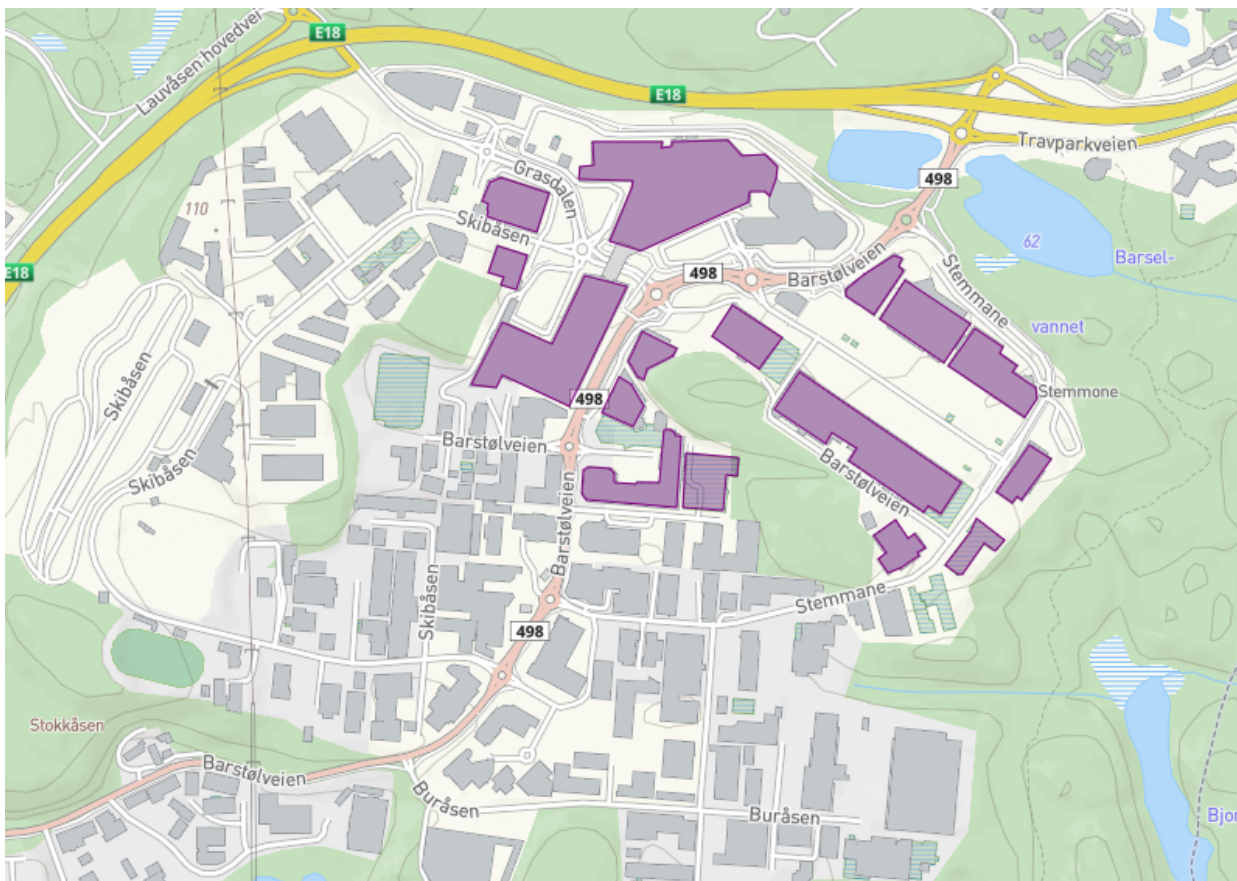 E18
Lauvåsen hovedvei
E18
Travparkveien
Grasdalen
498
110
Skibåsen
62
Barsel-
498
Barstølveien
Stemmane
E18
vannet
Skibåsen
Stemmone
498
Barstølveien
Skibåsen
Barstølveien
Barstølveien
Skibåsen
Stemmane
498
Stokkåsen
Barstølveien
Buråsen
Buråsen